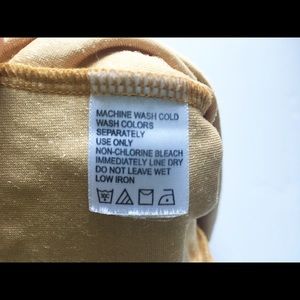 MACHINE WASH COLD
WASH COLORS
SEPARATELY
USE ONLY
NON-CHLORINE BLEACH
IMMEDIATELY LINE DRY
DO NOT LEAVE WET
LOW IRON